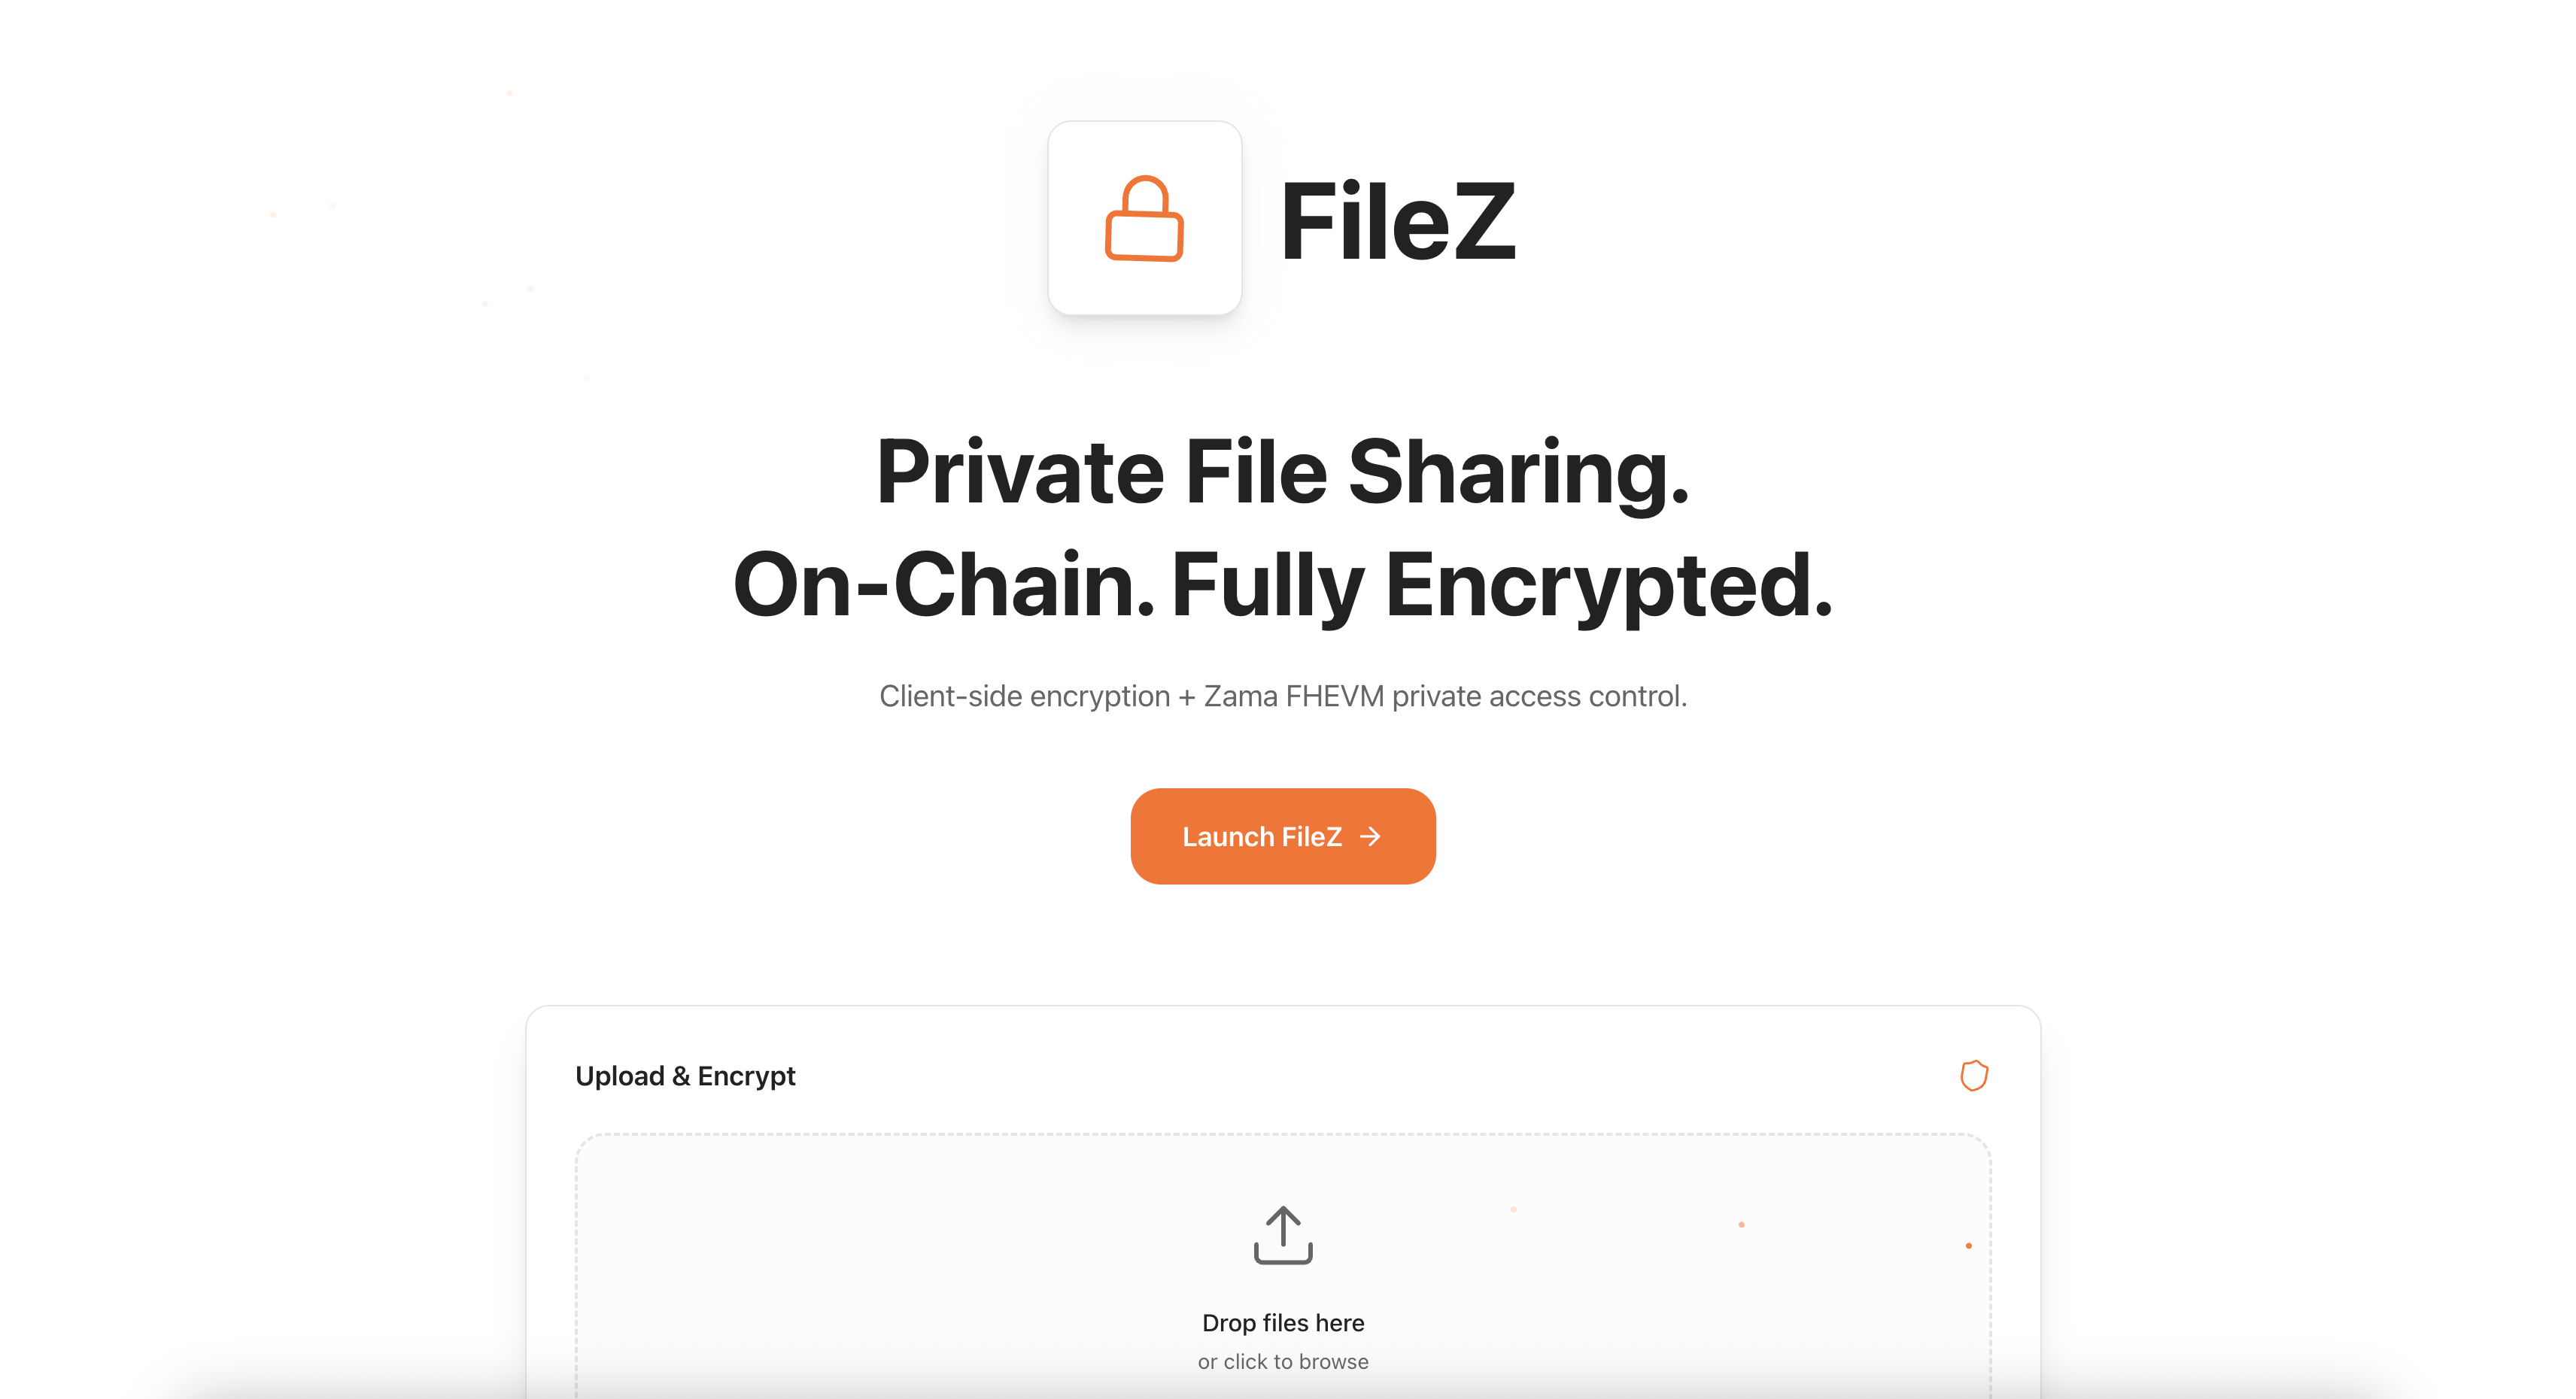 FileZ
Private File Sharing.
On-Chain. Fully Encrypted.
Client-side encryption + Zama FHEVM private access control.
Launch FileZ
Upload & Encrypt
Drop files here
or click to browse